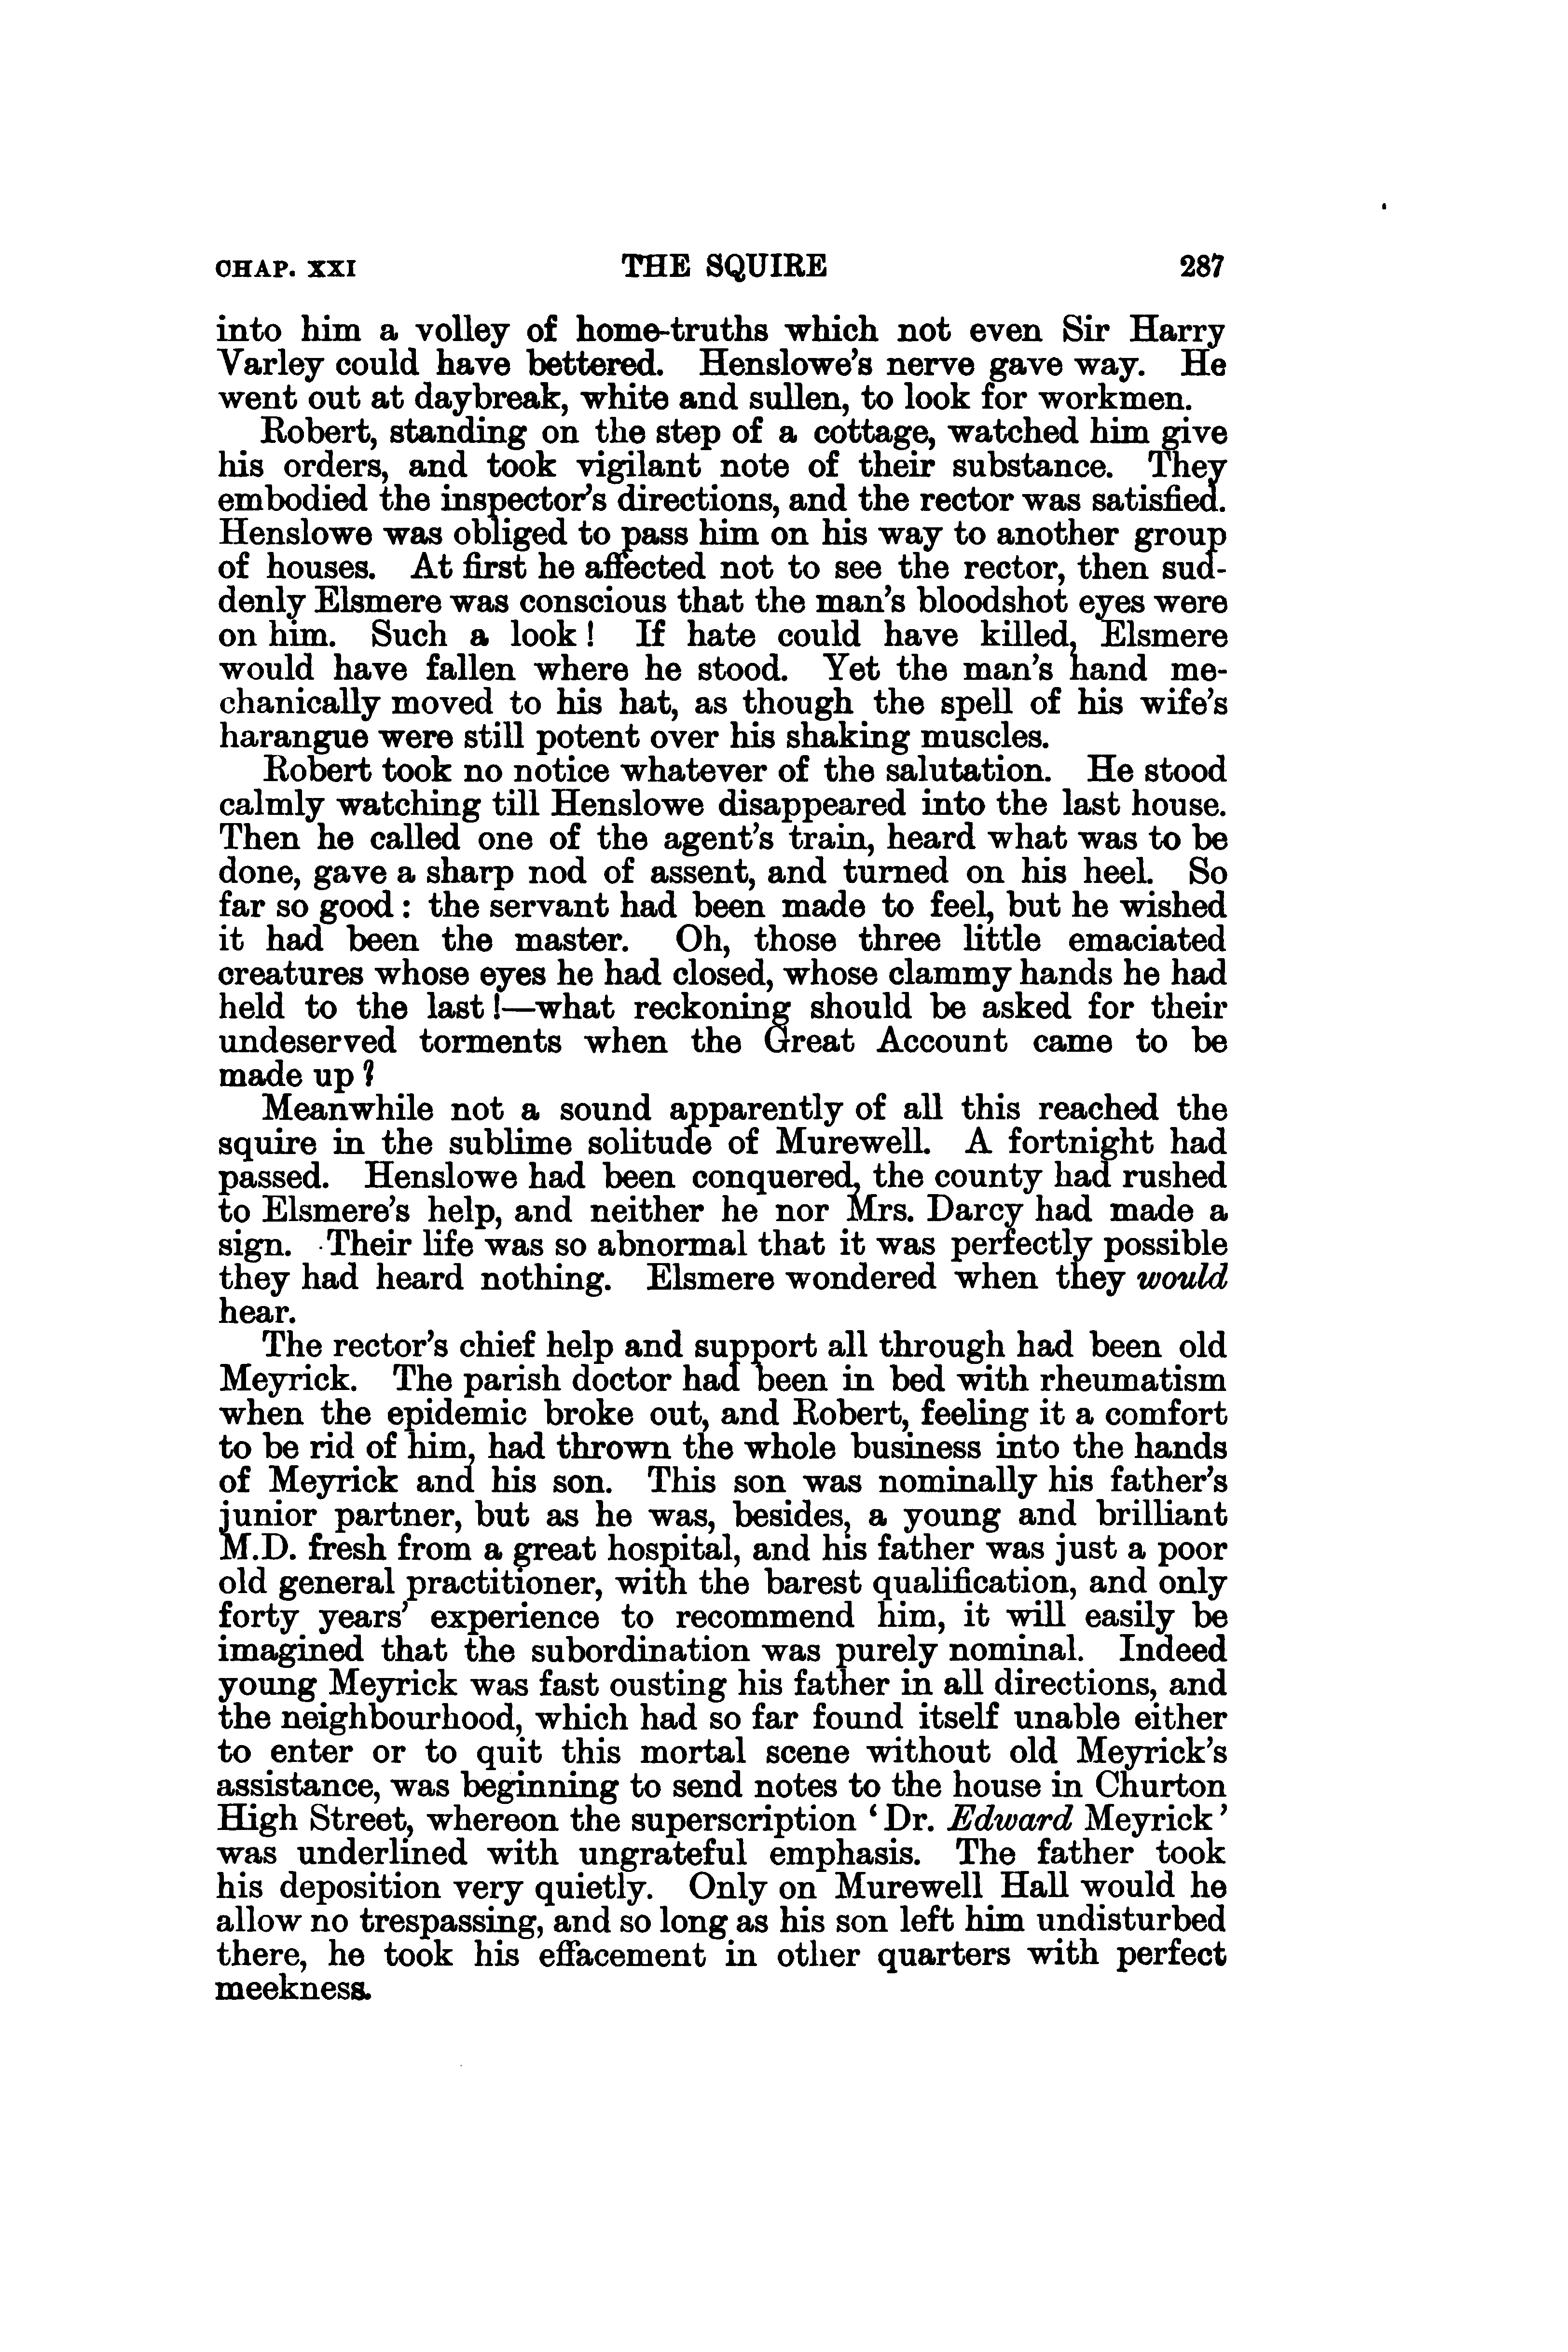 CHAP. XXI THE SQUIRE 287
into him a volley of home-truths which not even Sir Harry
Varley could have bettered. Henslowe's nerve gave way. He
went out at daybreak, white and sullen, to look for workmen.
Robert, standing on the step of a cottage, watched him give
his orders, and took vigilant note of their substance. They
embodied the inspector's directions, and the rector was satisfied.
Henslowe was obliged to pass him on his way to another group
of houses. At first he affected not to see the rector, then sud-
denly Elsmere was conscious that the man's bloodshot eyes were
on him. Such a look! If hate could have killed, Elsmere
would have fallen where he stood. Yet the man's hand me-
chanically moved to his hat, as though the spell of his wife's
harangue were still potent over his shaking muscles.
Robert took no notice whatever of the salutation. He stood
calmly watching till Henslowe disappeared into the last house.
Then he called one of the agent's train, heard what was to be
done, gave a sharp nod of assent, and turned on his heel. So
far so good: the servant had been made to feel, but he wished
it had been the master. Oh, those three little emaciated
creatures whose eyes he had closed, whose clammy hands he had
held to the last!—what reckoning should be asked for their
undeserved torments when the Great Account came to be
made up?
Meanwhile not a sound apparently of all this reached the
squire in the sublime solitude of Murewell. A fortnight had
passed. Henslowe had been conquered, the county had rushed
to Elsmere's help, and neither he nor Mrs. Darcy had made a
sign. Their life was so abnormal that it was perfectly possible
they had heard nothing. Elsmere wondered when they would
hear.
The rector's chief help and support all through had been old
Meyrick. The parish doctor had been in bed with rheumatism
when the epidemic broke out, and Robert, feeling it a comfort
to be rid of him, had thrown the whole business into the hands
of Meyrick and his son. This son was nominally his father's
junior partner, but as he was, besides, a young and brilliant
M.D. fresh from a great hospital, and his father was just a poor
old general practitioner, with the barest qualification, and only
forty years' experience to recommend him, it will easily be
imagined that the subordination was purely nominal. Indeed
young Meyrick was fast ousting his father in all directions, and
the neighbourhood, which had so far found itself unable either
to enter or to quit this mortal scene without old Meyrick's
assistance, was beginning to send notes to the house in Churton
High Street, whereon the superscription ‘Dr. Edward Meyrick’
was underlined with ungrateful emphasis. The father took
his deposition very quietly. Only on Murewell Hall would he
allow no trespassing, and so long as his son left him undisturbed
there, he took his effacement in other quarters with perfect
meekness.